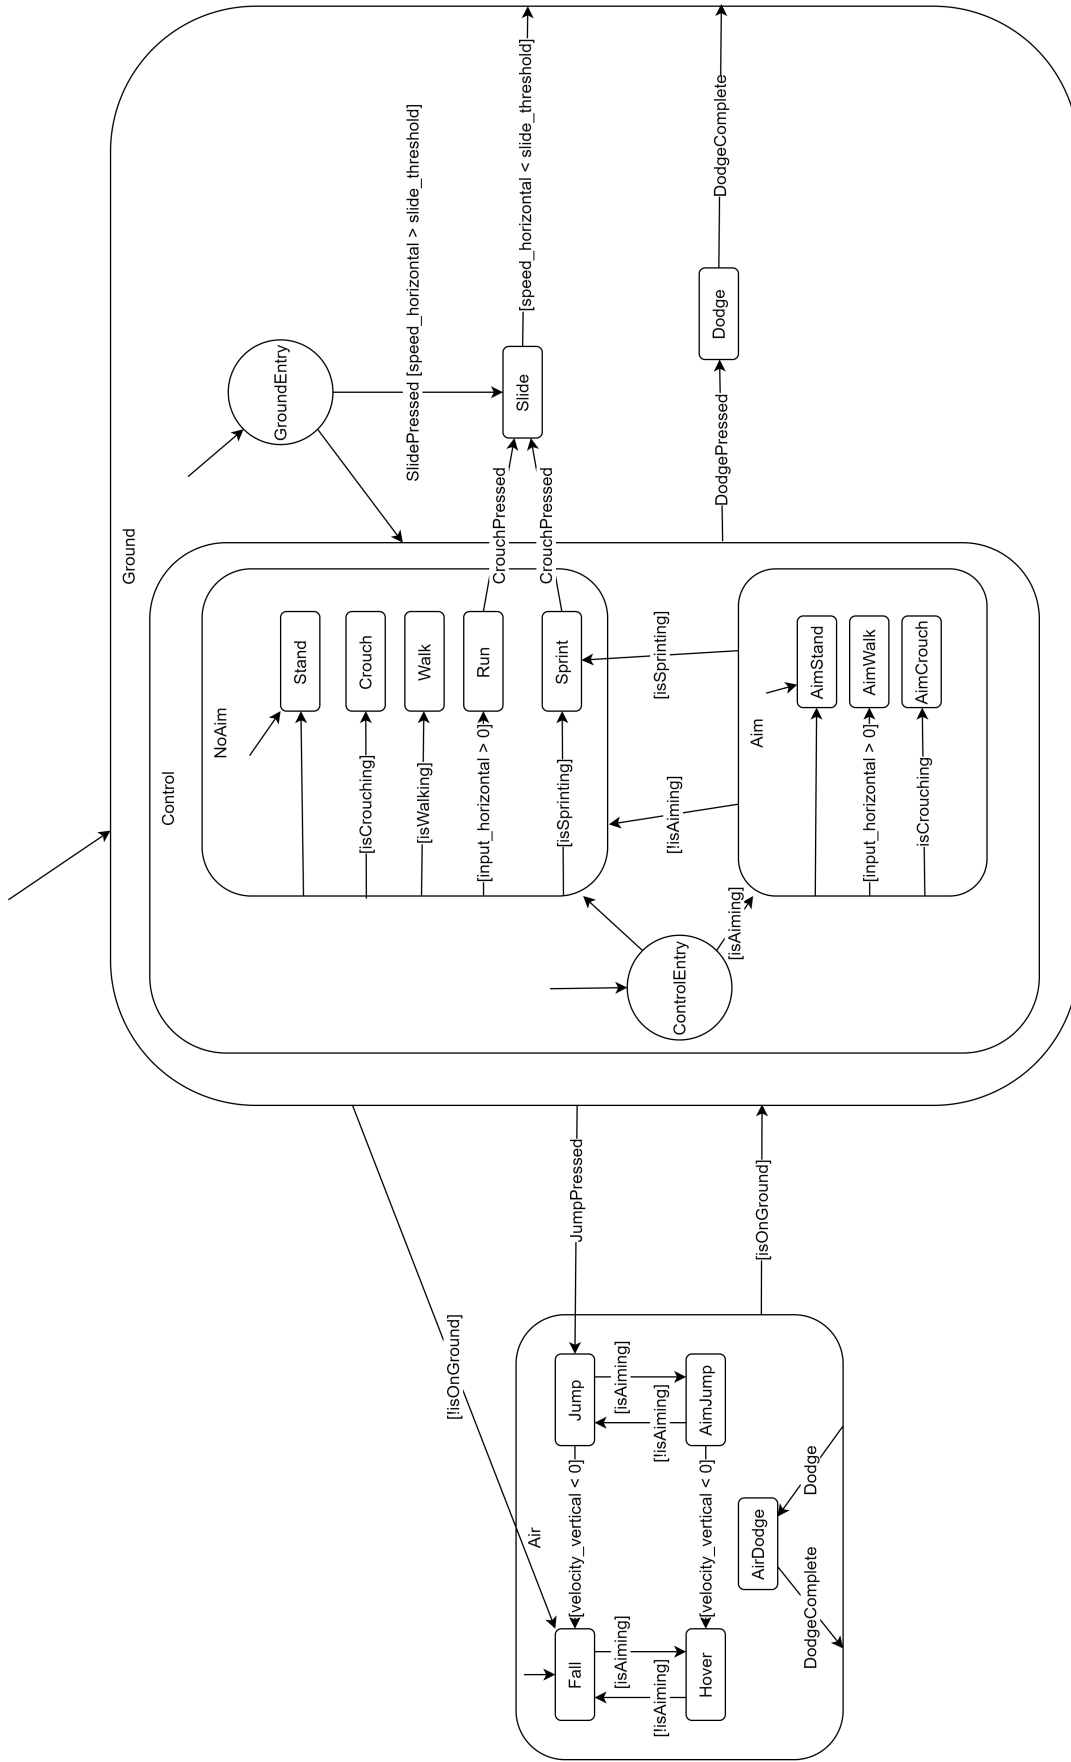 Ground
GroundEntry
SlidePressed [speed_horizontal > slide_threshold]
[speed_horizontal < slide_threshold]
Slide
DodgeComplete
Dodge
DodgePressed
CrouchPressed
CrouchPressed
Control
NoAim
Stand
Crouch
[isCrouching]
Walk
[isWalking]
Run
[input_horizontal > 0]
Sprint
[isSprinting]
[isSprinting]
[!isAiming]
Aim
AimStand
AimWalk
[input_horizontal > 0]
AimCrouch
isCrouching
[isAiming]
ControlEntry
[!isOnGround]
JumpPressed
[isOnGround]
Air
Jump
[isAiming]
[!isAiming]
AimJump
[velocity_vertical < 0]
[velocity_vertical < 0]
Fall
[isAiming]
[!isAiming]
Hover
AirDodge
Dodge
DodgeComplete